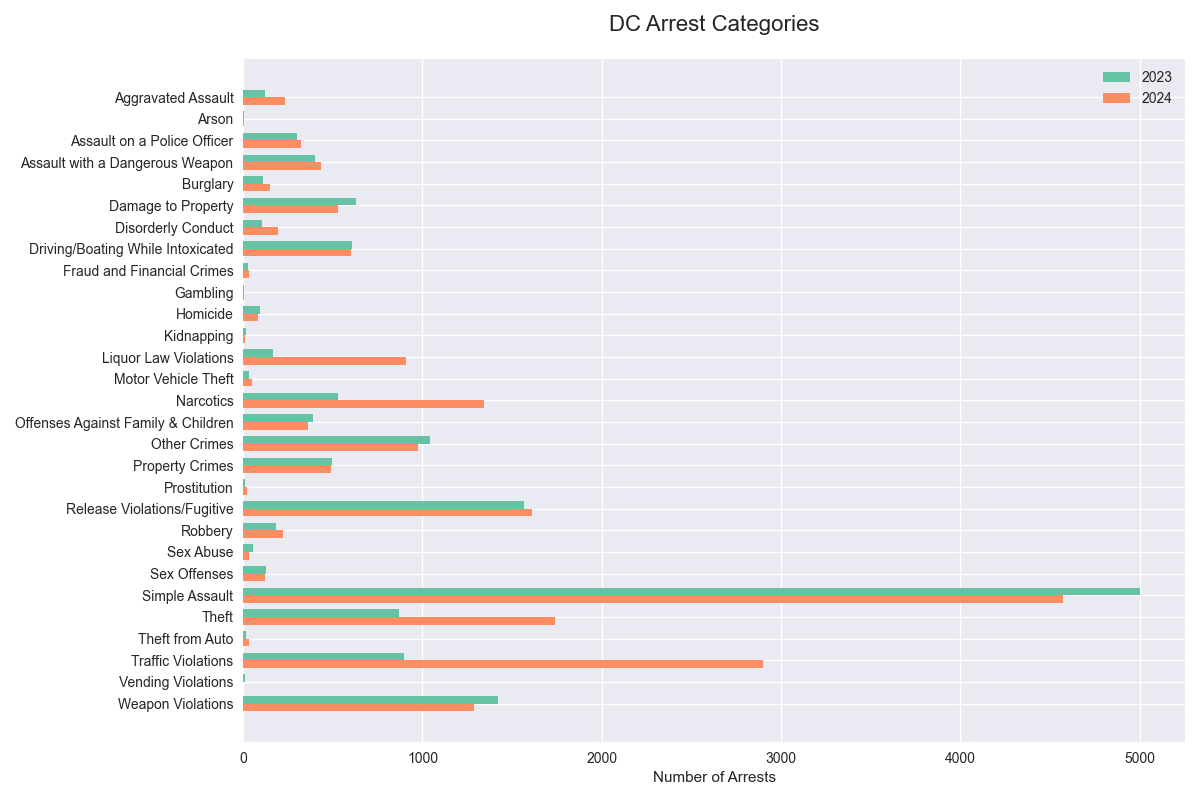 DC Arrest Categories
2023
2024
Aggravated Assault
Arson
Assault on a Police Officer
Assault with a Dangerous Weapon
Burglary
Damage to Property
Disorderly Conduct
Driving/Boating While Intoxicated
Fraud and Financial Crimes
Gambling
Homicide
Kidnapping
Liquor Law Violations
Motor Vehicle Theft
Narcotics
Offenses Against Family & Children
Other Crimes
Property Crimes
Prostitution
Release Violations/Fugitive
Robbery
Sex Abuse
Sex Offenses
Simple Assault
Theft
Theft from Auto
Traffic Violations
Vending Violations
Weapon Violations
0 1000 2000 3000 4000 5000
Number of Arrests